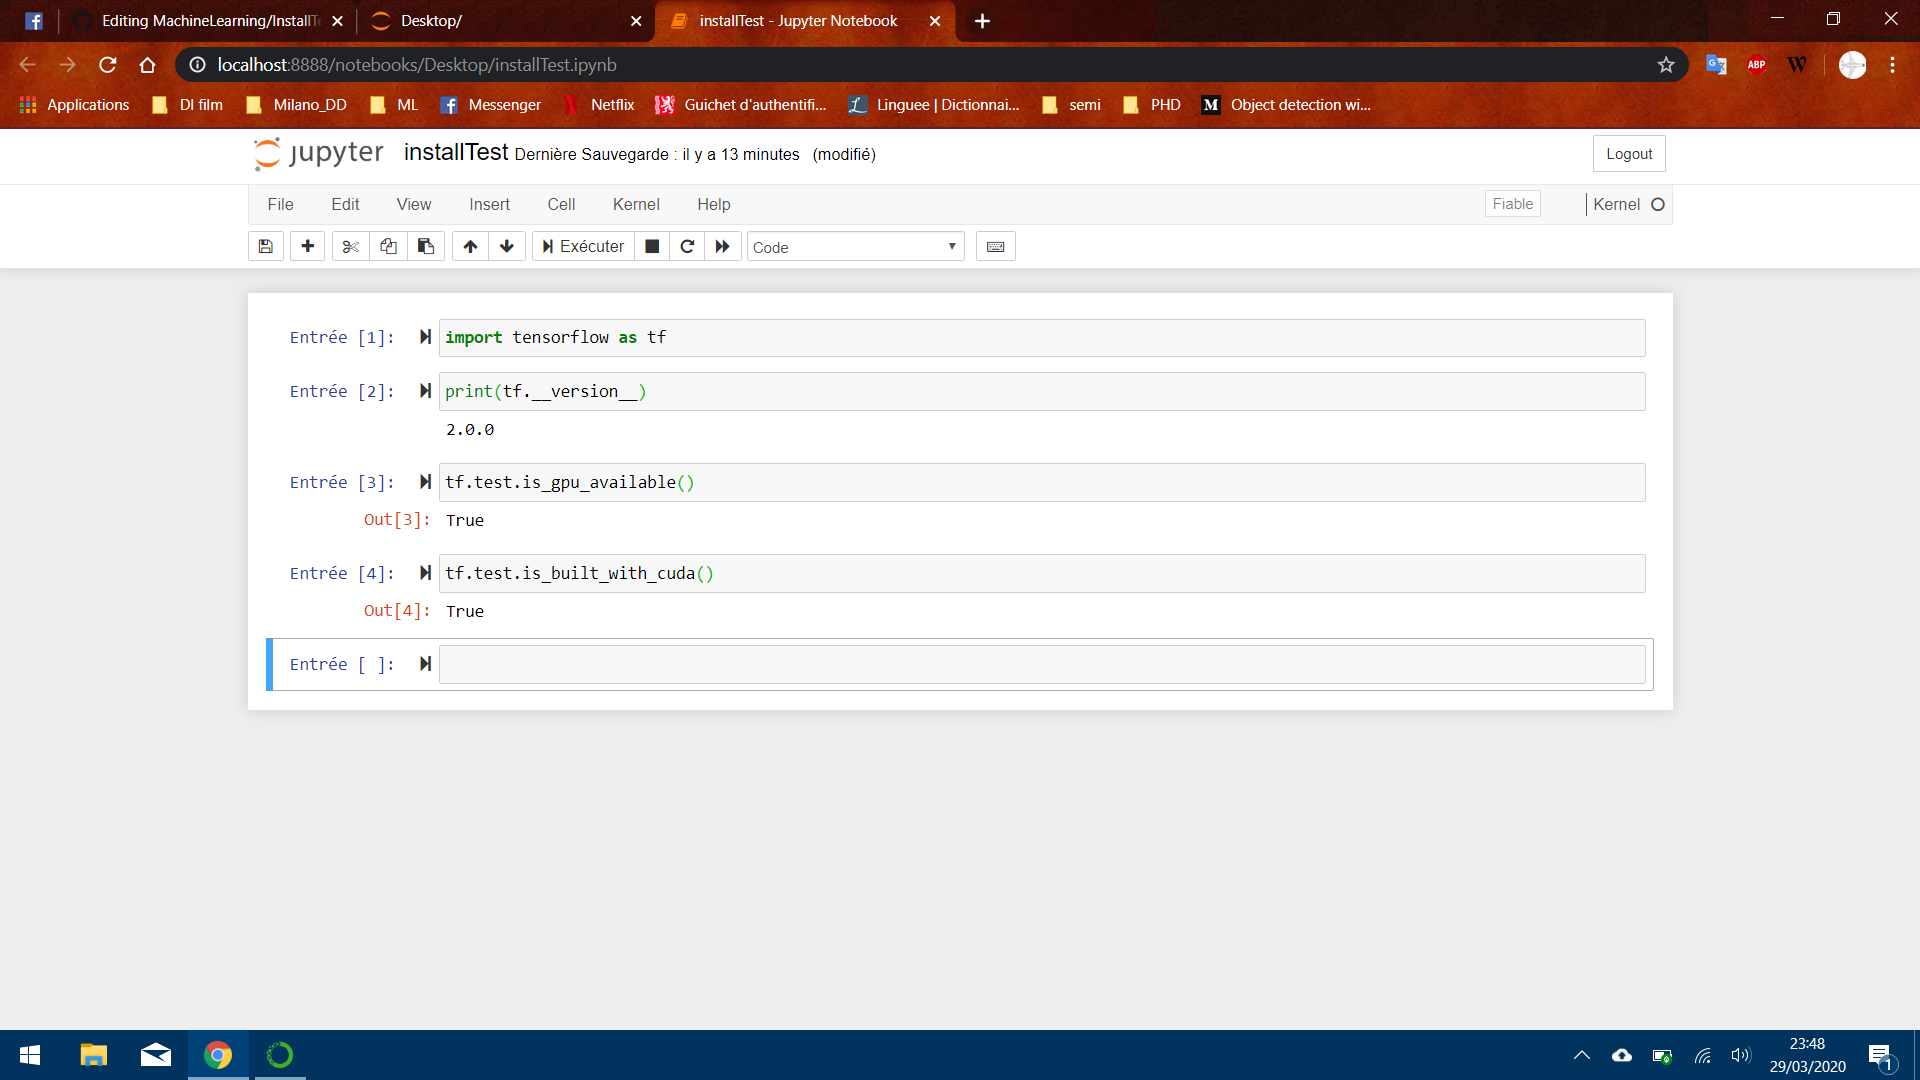 Editing MachineLearning/InstallTe
Desktop/
installTest - Jupyter Notebook
localhost:8888/notebooks/Desktop/installTest.ipynb
ABP
W
Applications
DI film
Milano_DD
ML
Messenger
Netflix
Guichet d'authentifi...
Linguee | Dictionnai...
semi
PHD
M
Object detection wi...
jupyter
installTest Dernière Sauvegarde : il y a 13 minutes (modifié)
Logout
File
Edit
View
Insert
Cell
Kernel
Help
Fiable
Kernel
Exécuter
Code
Entrée [1]: import tensorflow as tf
Entrée [2]: print(tf.__version__)
2.0.0
Entrée [3]: tf.test.is_gpu_available()
Out[3]: True
Entrée [4]: tf.test.is_built_with_cuda()
Out[4]: True
Entrée [ ]:
23:48
29/03/2020
1